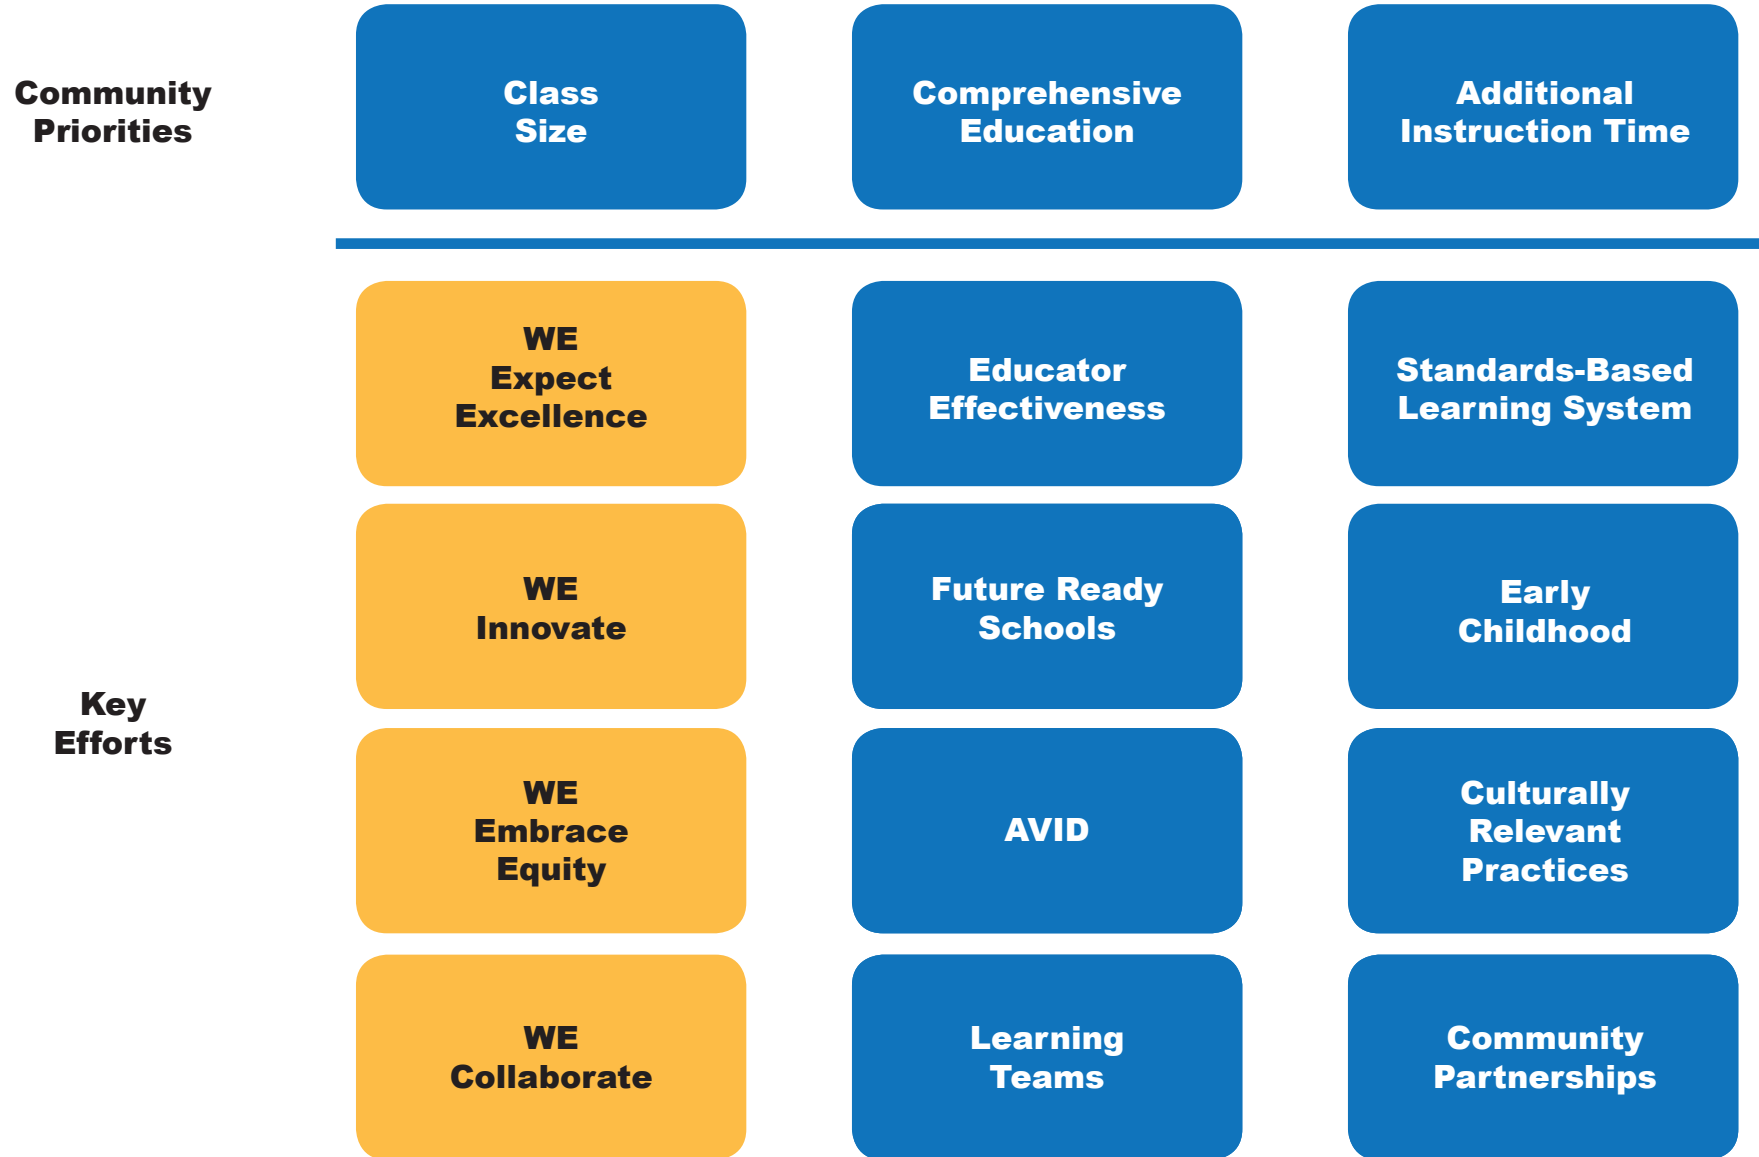 Community
Priorities
Class
Size
Comprehensive
Education
Additional
Instruction Time
Key
Efforts
WE
Expect
Excellence
Educator
Effectiveness
Standards-Based
Learning System
WE
Innovate
Future Ready
Schools
Early
Childhood
WE
Embrace
Equity
AVID
Culturally
Relevant
Practices
WE
Collaborate
Learning
Teams
Community
Partnerships